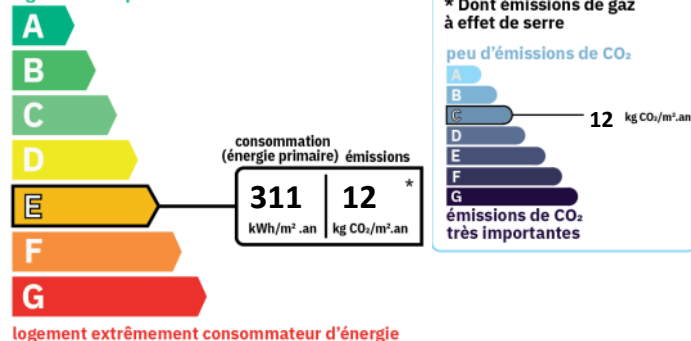 A
B
C
D
E
F
G
consommation
(énergie primaire) émissions
311 12 *
kWh/m² .an kg CO₂/m².an
logement extrêmement consommateur d’énergie
* Dont émissions de gaz
à effet de serre
peu d’émissions de CO₂
A
B
C 12 kg CO₂/m².an
D
E
F
G
émissions de CO₂
très importantes